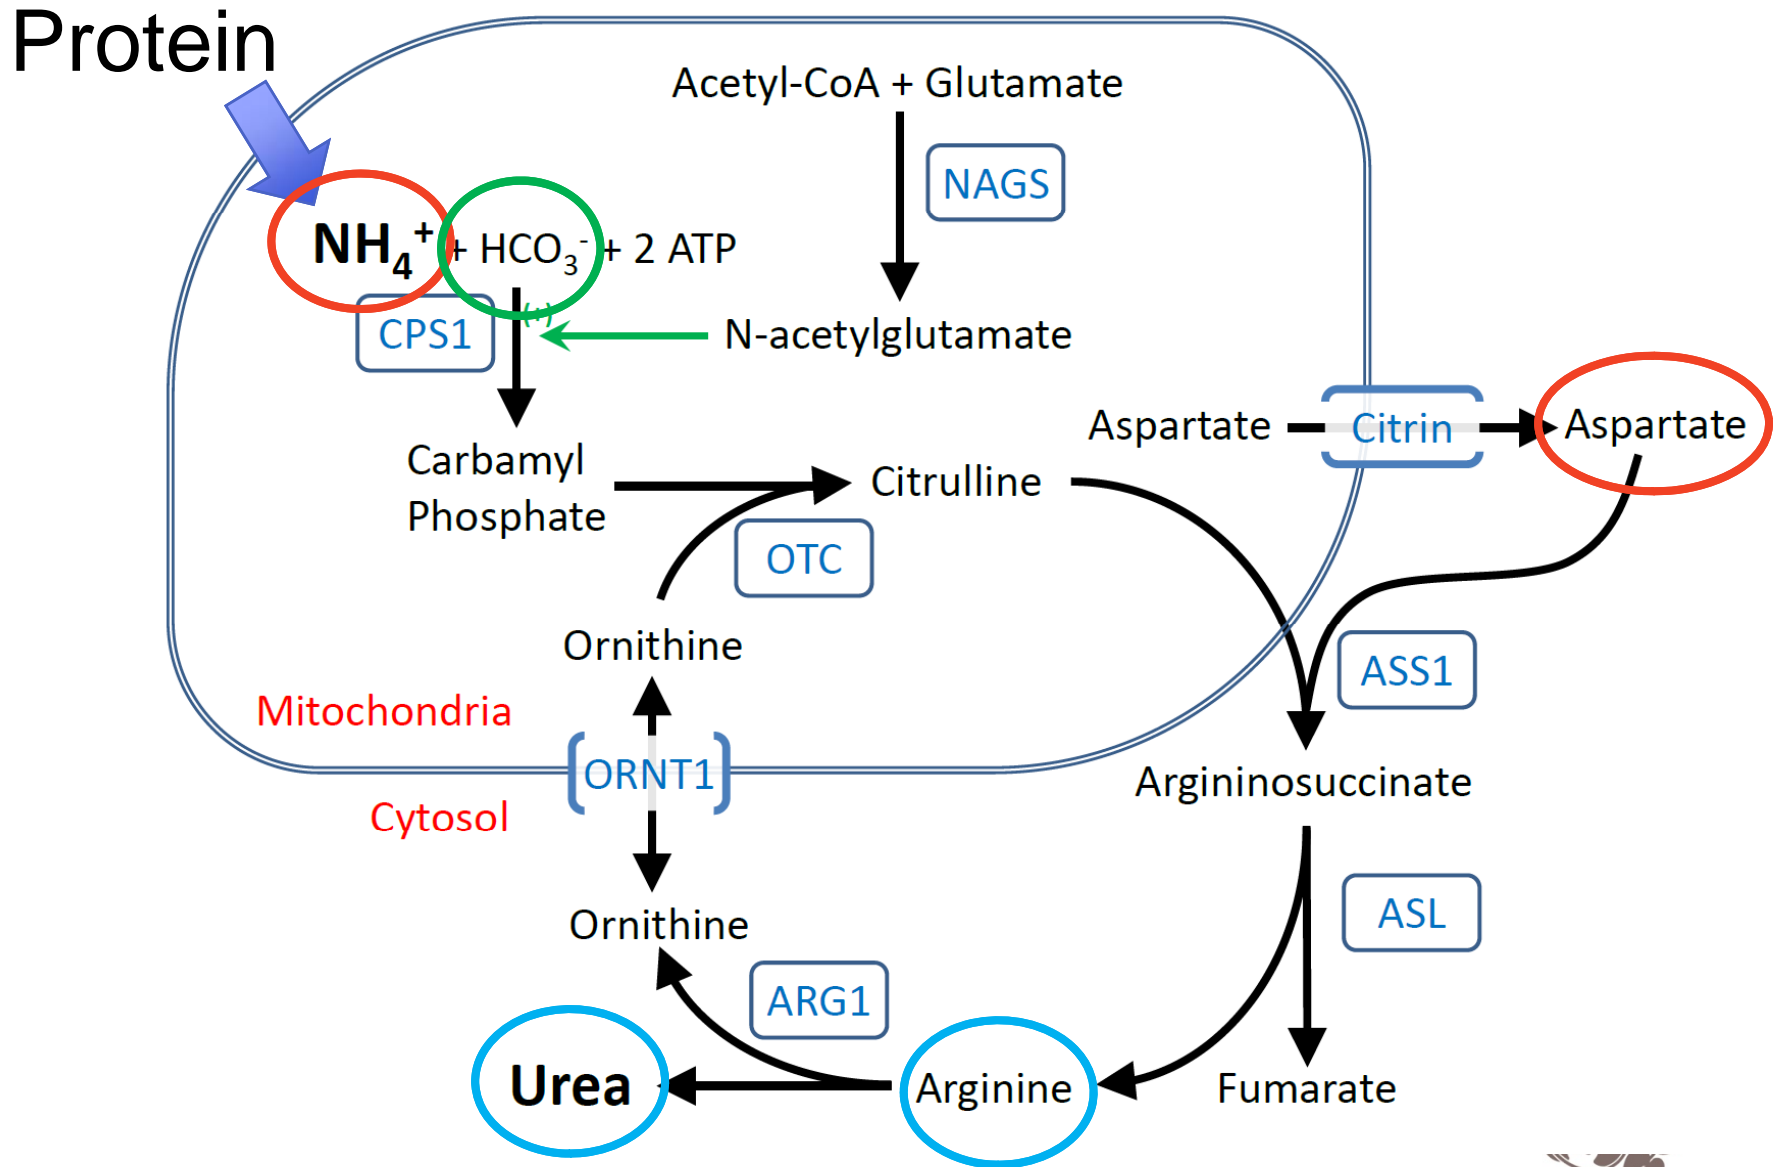 Protein
Acetyl-CoA + Glutamate
NAGS
NH₄⁺ + HCO₃⁻ + 2 ATP
(+)
CPS1
N-acetylglutamate
Aspartate
Citrin
Aspartate
Carbamyl
Phosphate
Citrulline
OTC
Ornithine
ASS1
Mitochondria
ORNT1
Argininosuccinate
Cytosol
ASL
Ornithine
ARG1
Urea
Arginine
Fumarate